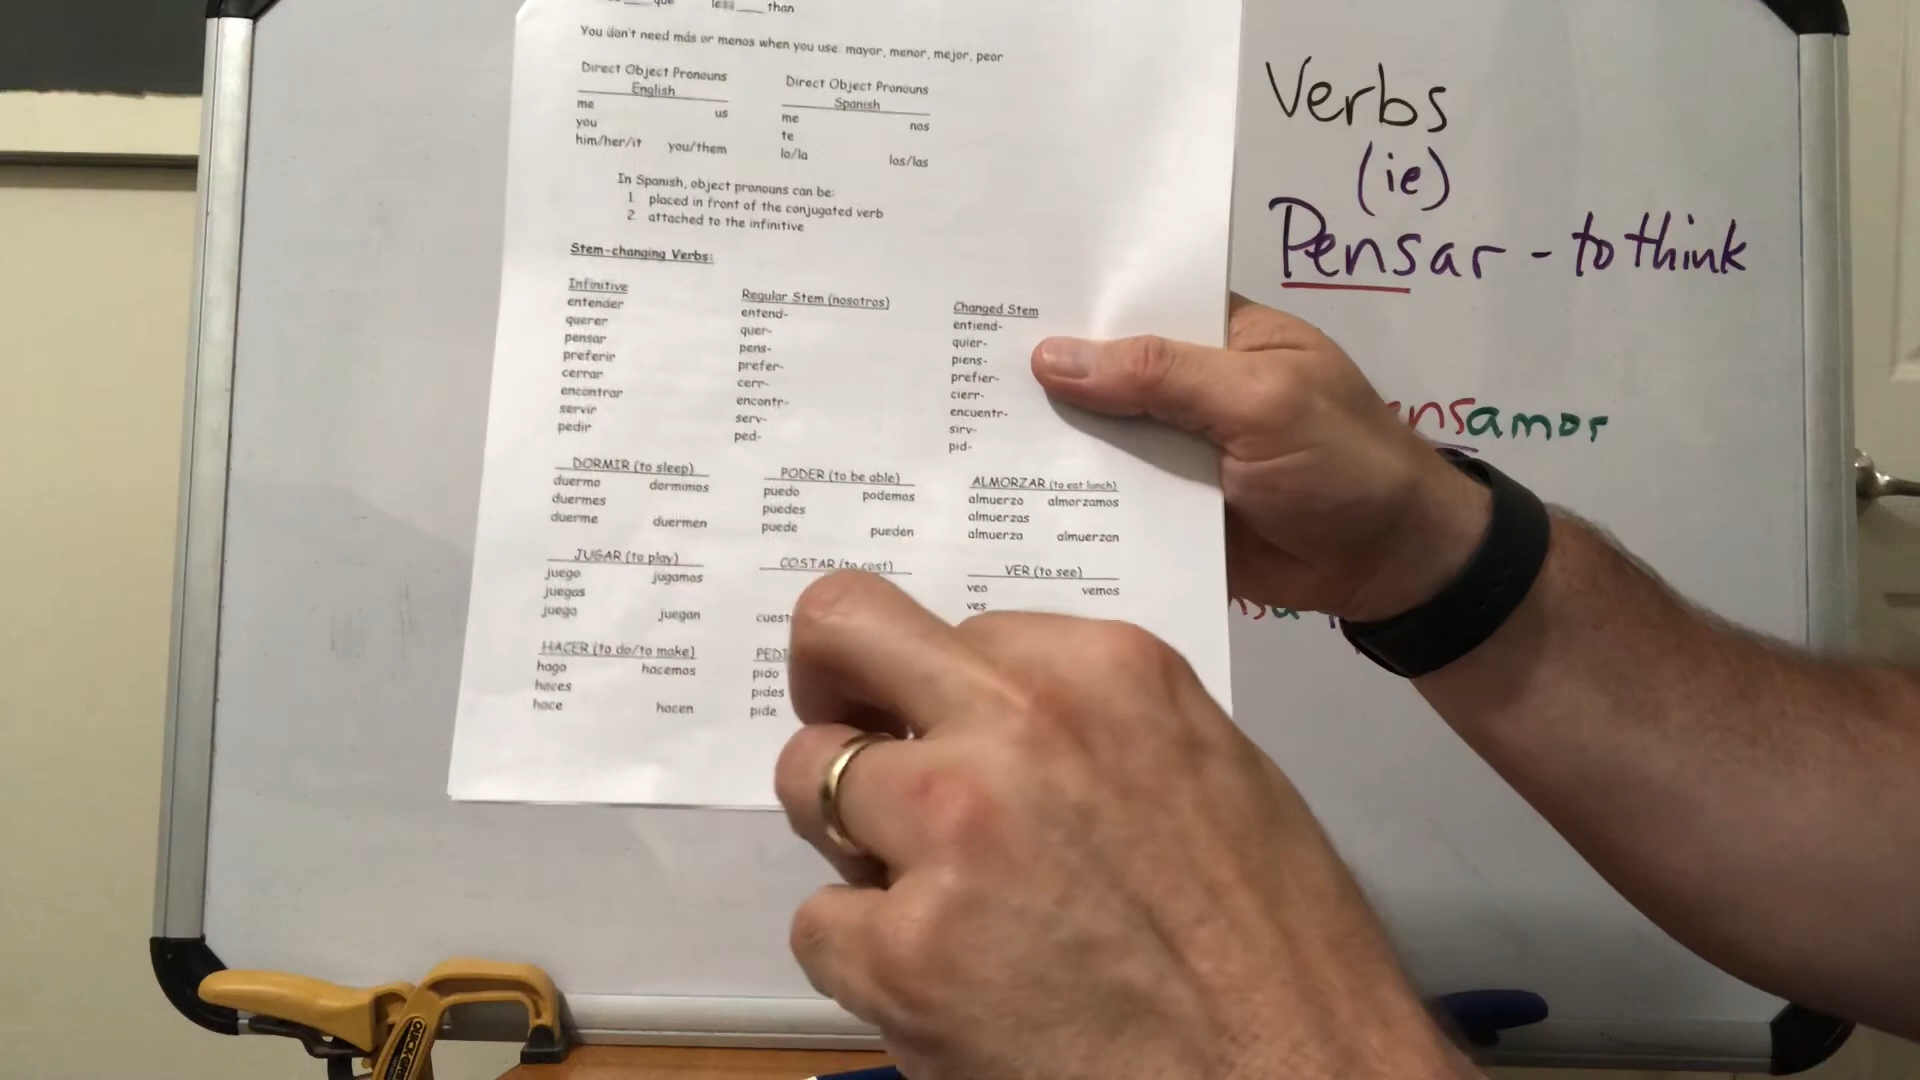 than
You don't need más or menos when you use: mayor, menor, mejor, peor
Direct Object Pronouns
English
me us
you
him/her/it you/them
Direct Object Pronouns
Spanish
me nos
te
lo/la los/las
In Spanish, object pronouns can be:
1. placed in front of the conjugated verb
2. attached to the infinitive
Stem-changing Verbs:
Infinitive
entender
querer
pensar
preferir
cerrar
encontrar
servir
pedir
Regular Stem (nosotros)
entend-
quer-
pens-
prefer-
cerr-
encontr-
serv-
ped-
Changed Stem
entiend-
quier-
piens-
prefier-
cierr-
encuentr-
sirv-
pid-
DORMIR (to sleep)
duermo dormimos
duermes
duerme duermen
PODER (to be able)
puedo podemos
puedes
puede pueden
ALMORZAR (to eat lunch)
almuerzo almorzamos
almuerzas
almuerza almuerzan
JUGAR (to play)
juego jugamos
juegas
juega juegan
COSTAR (to cost)
cuest
VER (to see)
veo vemos
ves
HACER (to do/to make)
hago hacemos
haces
hace hacen
PEDI
pido
pides
pide
Verbs
(ie)
Pensar - to think
ensamos